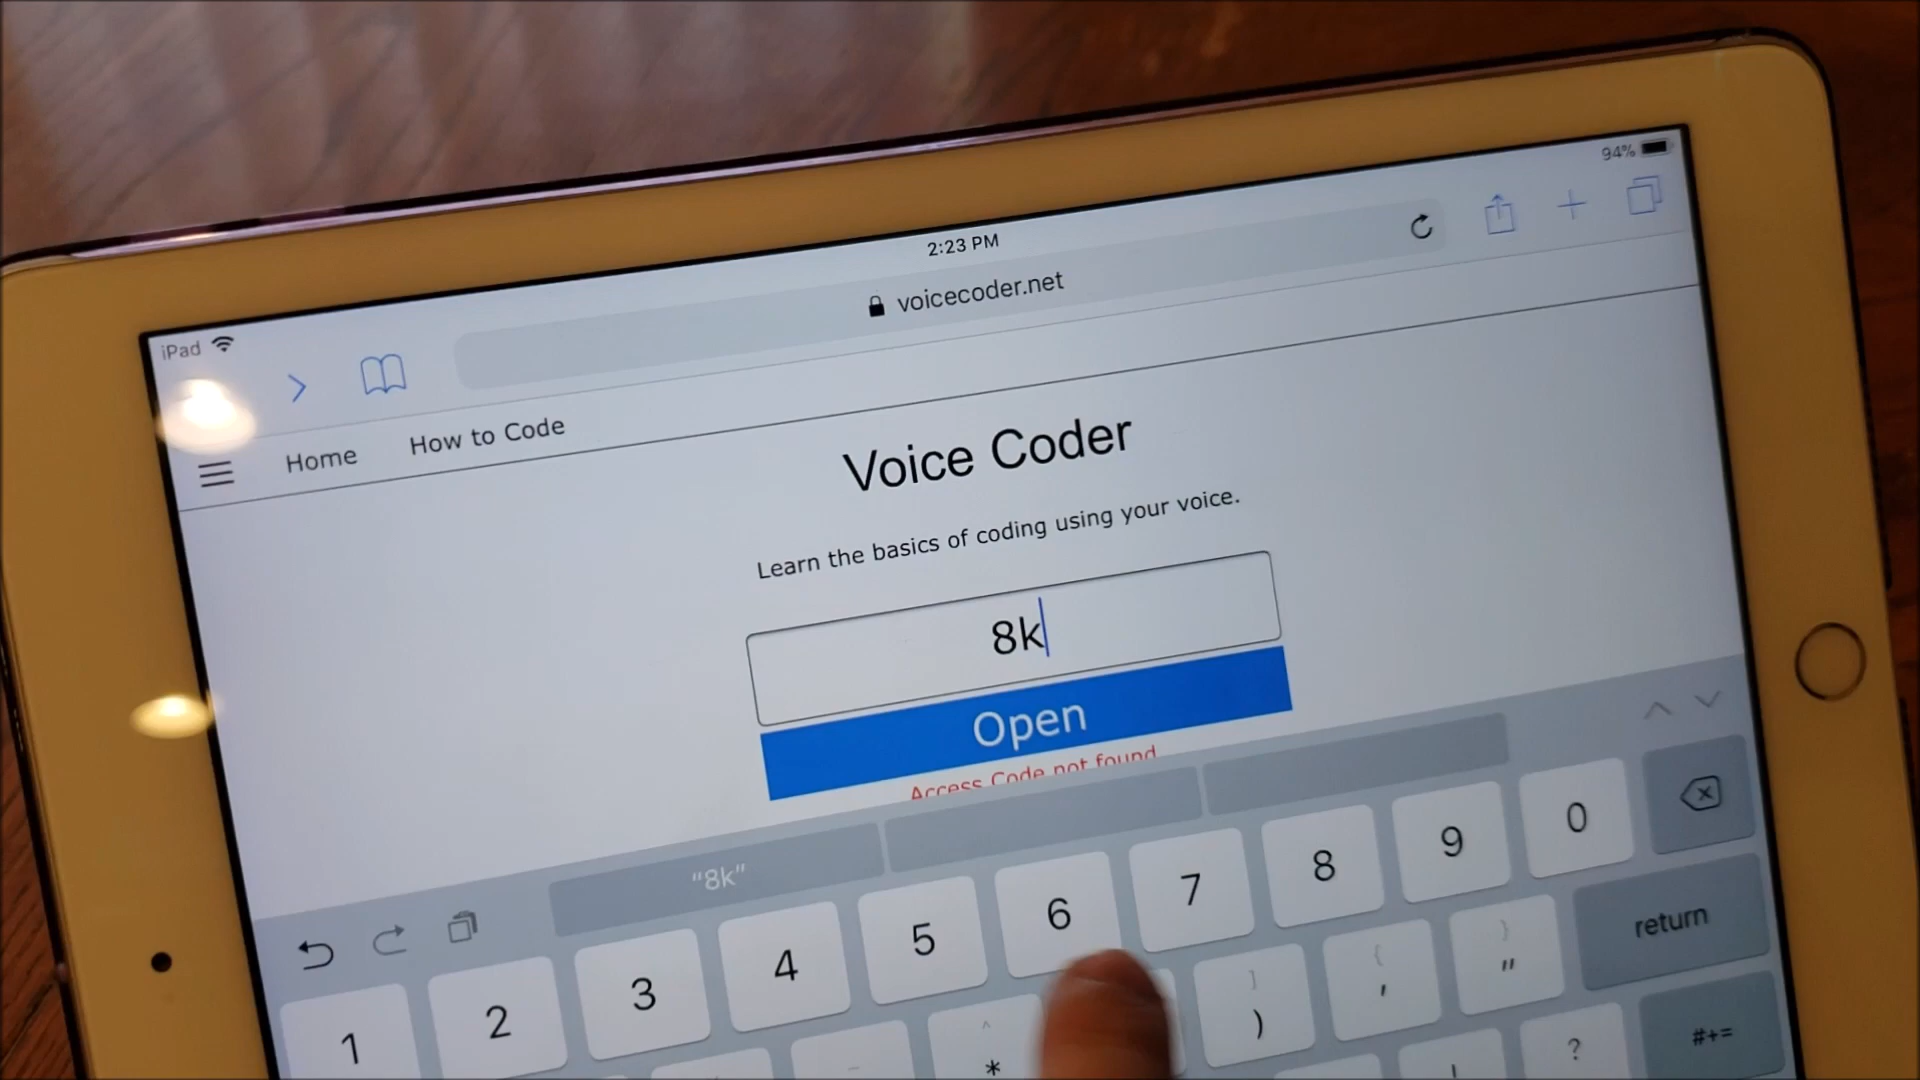 94%
2:23 PM
iPad
voicecoder.net
Home How to Code
Voice Coder
Learn the basics of coding using your voice.
8k
Open
Access Code not found
"8k"
1 2 3 4 5 6 7 8 9 0
^ ] { }
* ) ' " return
? #+=